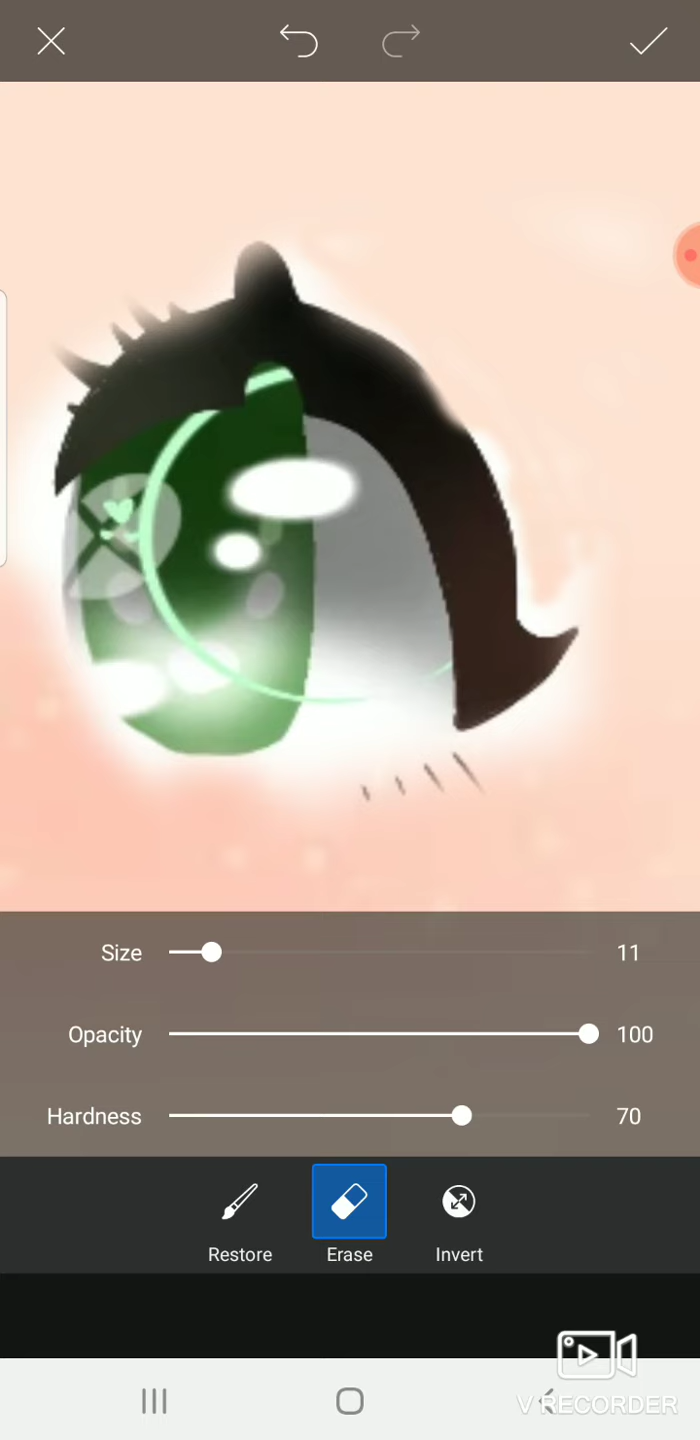 Size 11
Opacity 100
Hardness 70
Restore Erase Invert
V RECORDER